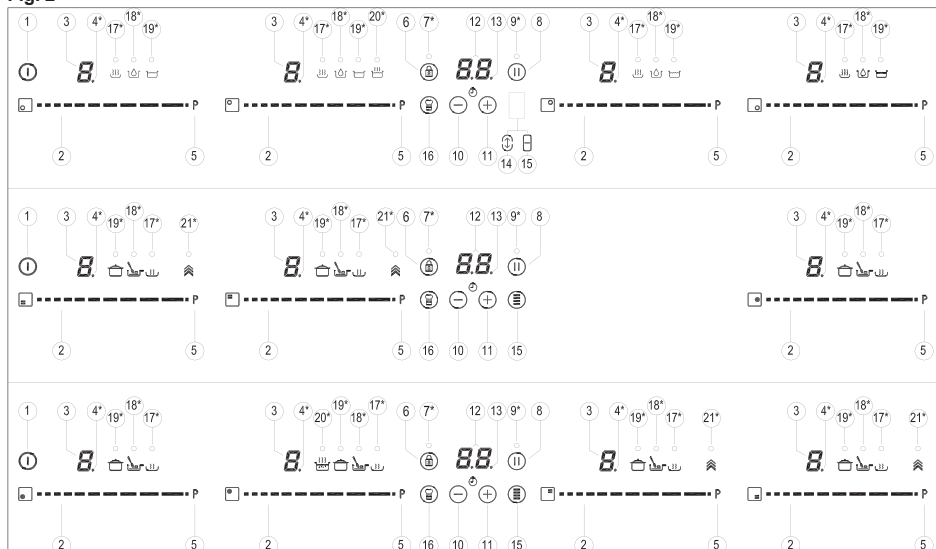 1 3 4* 17* 18* 19* 3 4* 17* 18* 19* 20* 6 7* 12 13 9* 8 3 4* 17* 18* 19* 3 4* 17* 18* 19*
8. 8. 8.8. 8. 8.
P P P P
2 5 2 5 16 10 11 14 15 2 5 2 5
1 3 4* 19* 18* 17* 21* 3 4* 19* 18* 17* 21* 6 7* 12 13 9* 8 3 4* 19* 18* 17*
8. 8. 8.8. 8.
P P P
2 5 2 5 16 10 11 15 2 5
1 3 4* 19* 18* 17* 3 4* 20* 19* 18* 17* 6 7* 12 13 9* 8 3 4* 19* 18* 17* 21* 3 4* 19* 18* 17* 21*
8. 8. 8.8. 8. 8.
P P P P
2 5 2 5 16 10 11 15 2 5 2 5